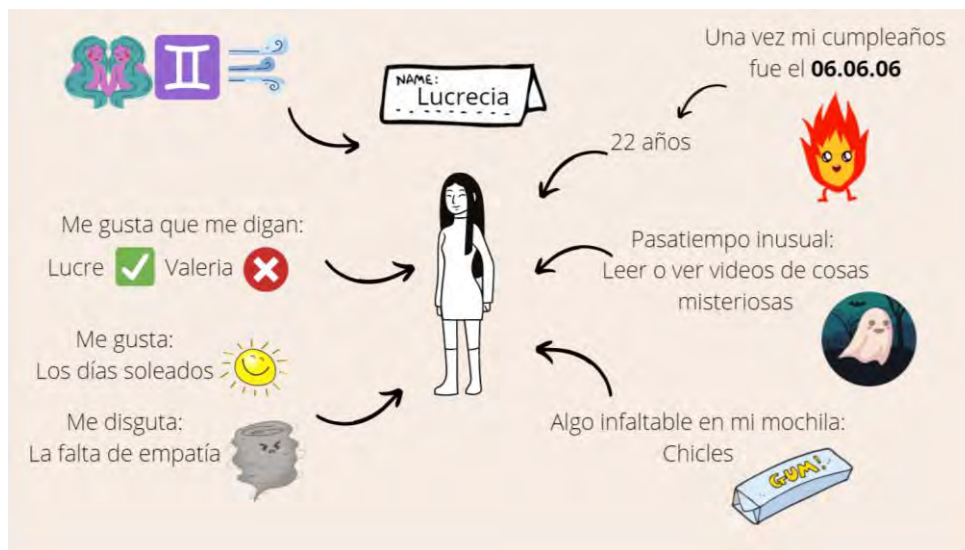 NAME:
Lucrecia
Una vez mi cumpleaños
fue el 06.06.06
22 años
Me gusta que me digan:
Lucre Valeria
Pasatiempo inusual:
Leer o ver videos de cosas
misteriosas
Me gusta:
Los días soleados
Me disguta:
La falta de empatía
Algo infaltable en mi mochila:
Chicles
GUM!